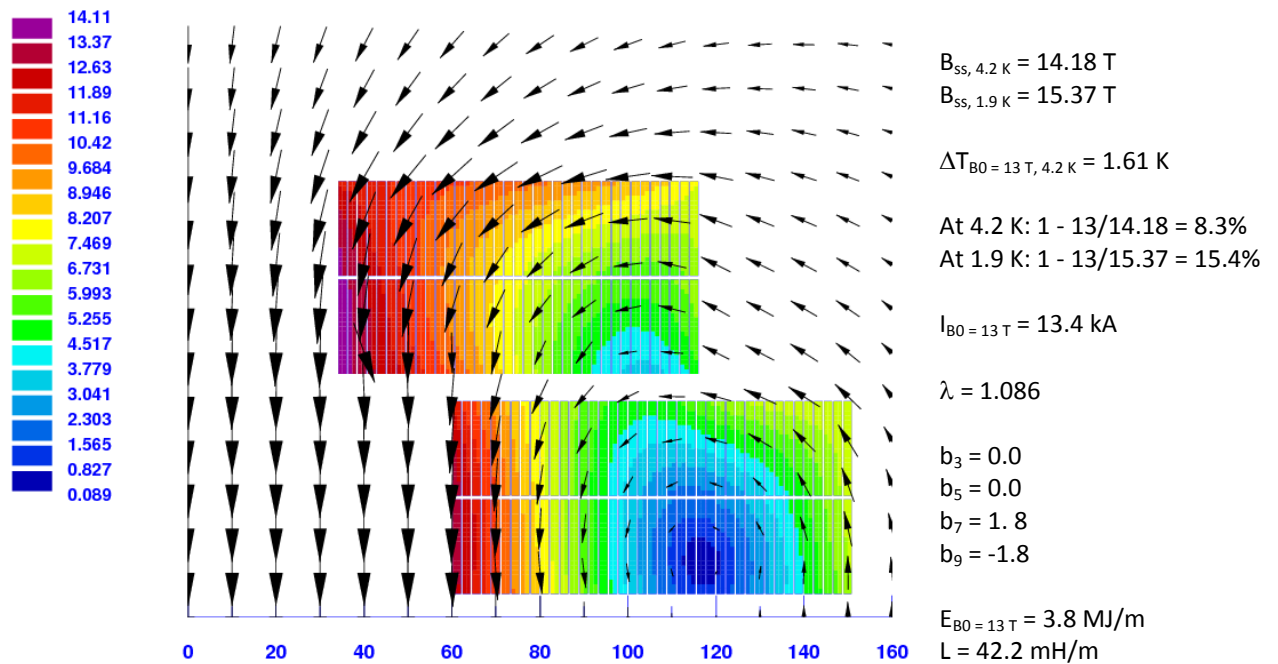 14.11
13.37
12.63
11.89
11.16
10.42
9.684
8.946
8.207
7.469
6.731
5.993
5.255
4.517
3.779
3.041
2.303
1.565
0.827
0.089
0 20 40 60 80 100 120 140 160
Bss, 4.2 K = 14.18 T
Bss, 1.9 K = 15.37 T
ΔTB0 = 13 T, 4.2 K = 1.61 K
At 4.2 K: 1 - 13/14.18 = 8.3%
At 1.9 K: 1 - 13/15.37 = 15.4%
IB0 = 13 T = 13.4 kA
λ = 1.086
b3 = 0.0
b5 = 0.0
b7 = 1. 8
b9 = -1.8
EB0 = 13 T = 3.8 MJ/m
L = 42.2 mH/m